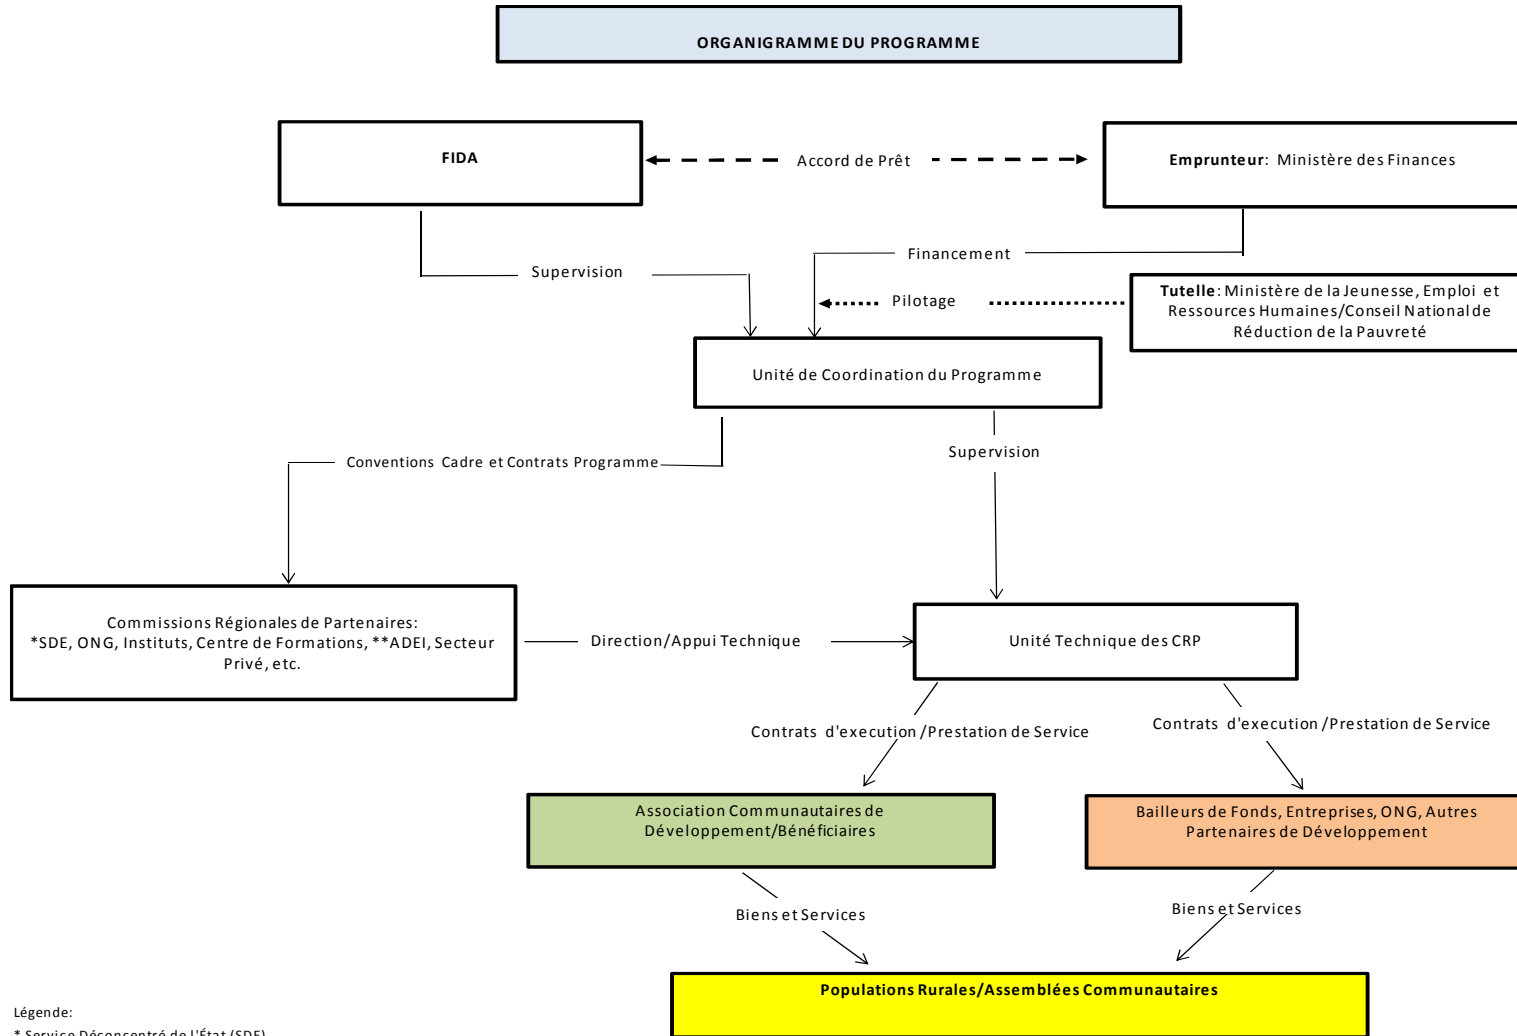 ORGANIGRAMME DU PROGRAMME
FIDA
Accord de Prêt
Emprunteur: Ministère des Finances
Financement
Supervision
Tutelle: Ministère de la Jeunesse, Emploi et
Ressources Humaines/Conseil National de
Réduction de la Pauvreté
Pilotage
Unité de Coordination du Programme
Supervision
Conventions Cadre et Contrats Programme
Commissions Régionales de Partenaires:
*SDE, ONG, Instituts, Centre de Formations, **ADEI, Secteur
Privé, etc.
Direction/Appui Technique
Unité Technique des CRP
Contrats d'execution /Prestation de Service
Contrats d'execution /Prestation de Service
Association Communautaires de
Développement/Bénéficiaires
Bailleurs de Fonds, Entreprises, ONG, Autres
Partenaires de Développement
Biens et Services
Biens et Services
Populations Rurales/Assemblées Communautaires
Légende:
* Service Déconcentré de l'État (SDE)